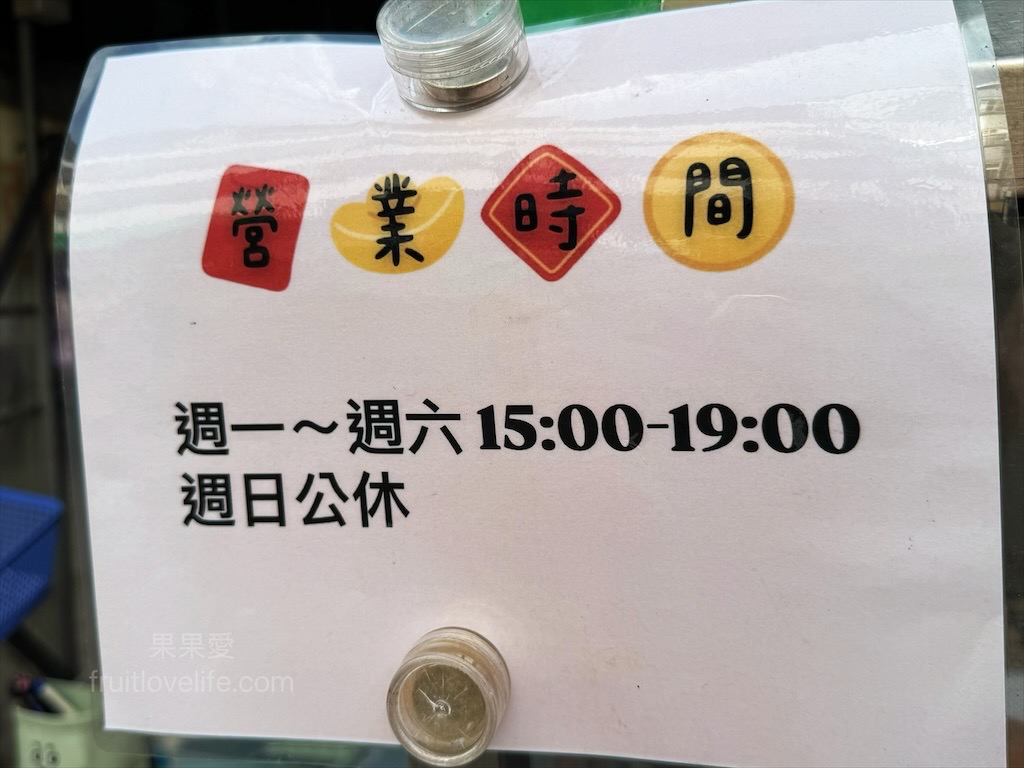 營業時間
週一～週六 15:00-19:00
週日公休
果果愛
fruitlovelife.com